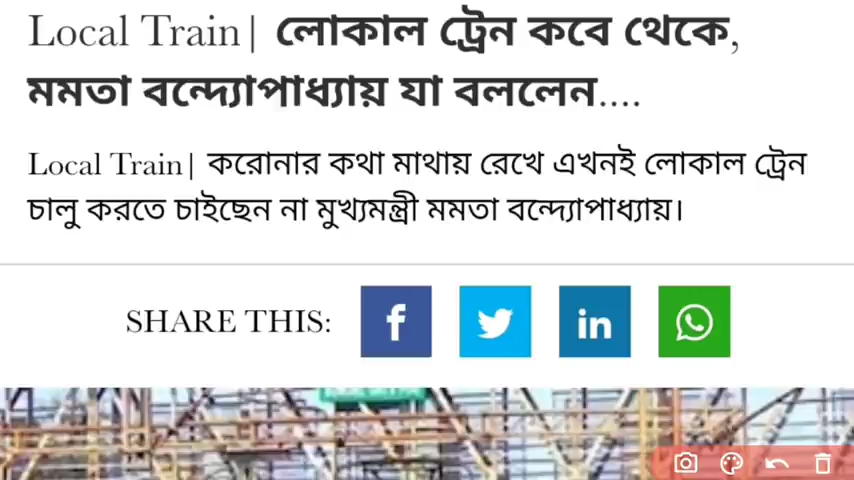 Local Train| লোকাল ট্রেন কবে থেকে,
মমতা বন্দ্যোপাধ্যায় যা বললেন....
Local Train| করোনার কথা মাথায় রেখে এখনই লোকাল ট্রেন
চালু করতে চাইছেন না মুখ্যমন্ত্রী মমতা বন্দ্যোপাধ্যায়।
SHARE THIS: